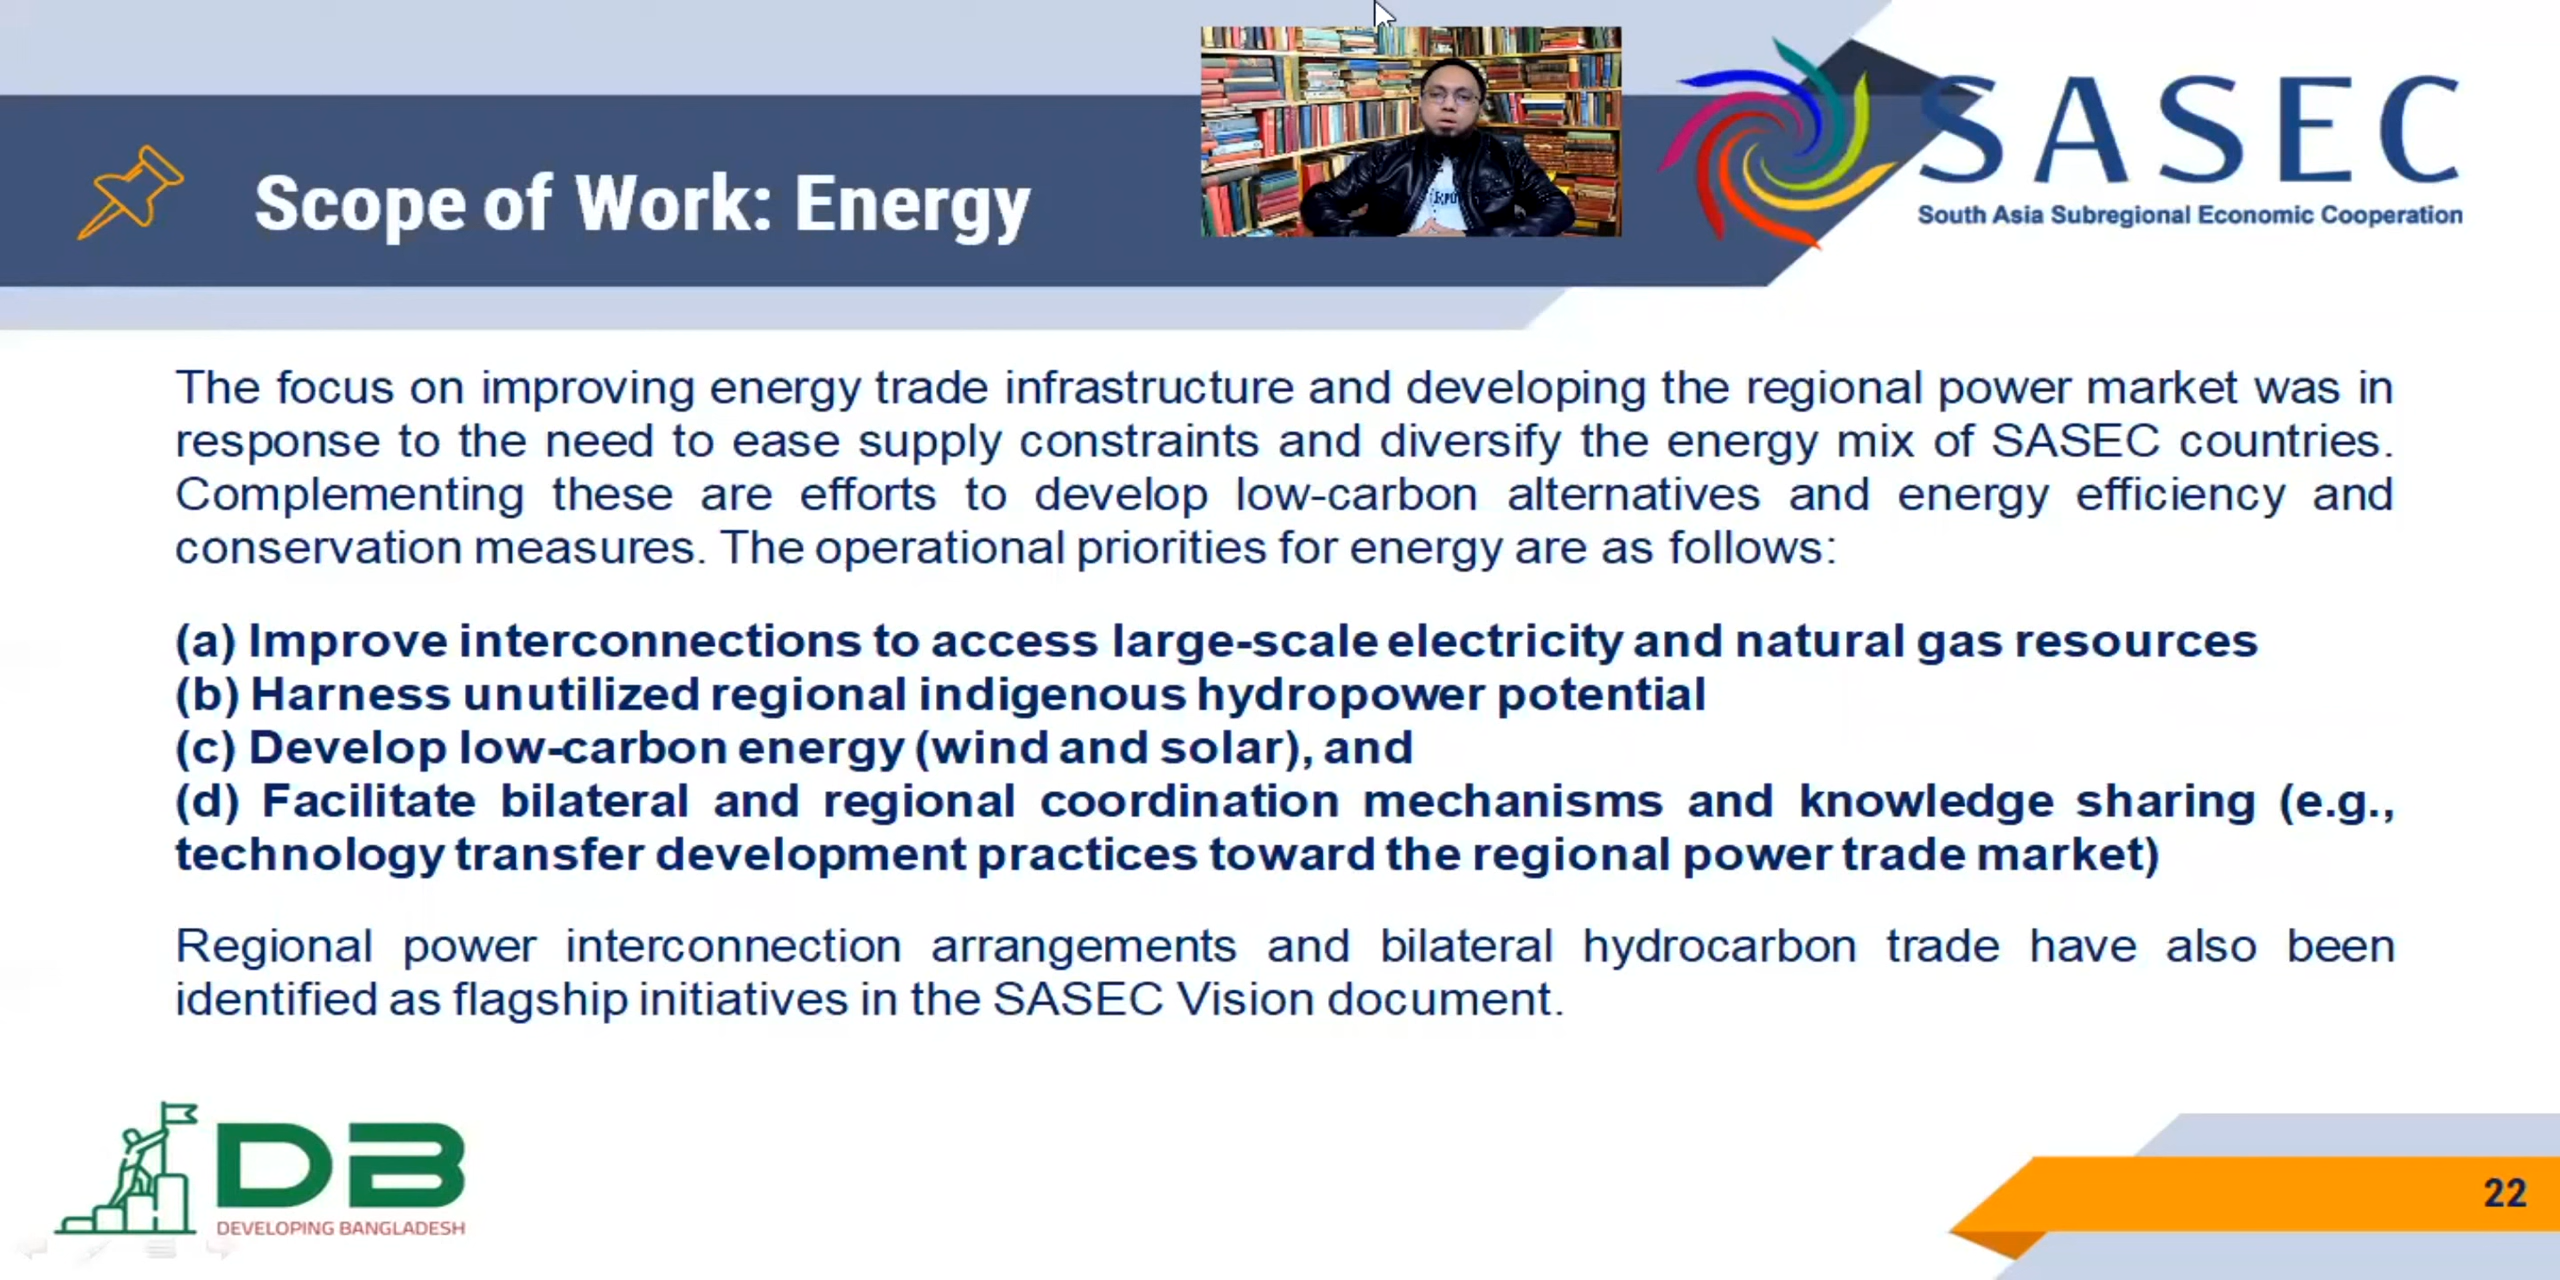 Scope of Work: Energy
SASEC
South Asia Subregional Economic Cooperation
The focus on improving energy trade infrastructure and developing the regional power market was in
response to the need to ease supply constraints and diversify the energy mix of SASEC countries.
Complementing these are efforts to develop low-carbon alternatives and energy efficiency and
conservation measures. The operational priorities for energy are as follows:
(a) Improve interconnections to access large-scale electricity and natural gas resources
(b) Harness unutilized regional indigenous hydropower potential
(c) Develop low-carbon energy (wind and solar), and
(d) Facilitate bilateral and regional coordination mechanisms and knowledge sharing (e.g.,
technology transfer development practices toward the regional power trade market)
Regional power interconnection arrangements and bilateral hydrocarbon trade have also been
identified as flagship initiatives in the SASEC Vision document.
DB
DEVELOPING BANGLADESH
22